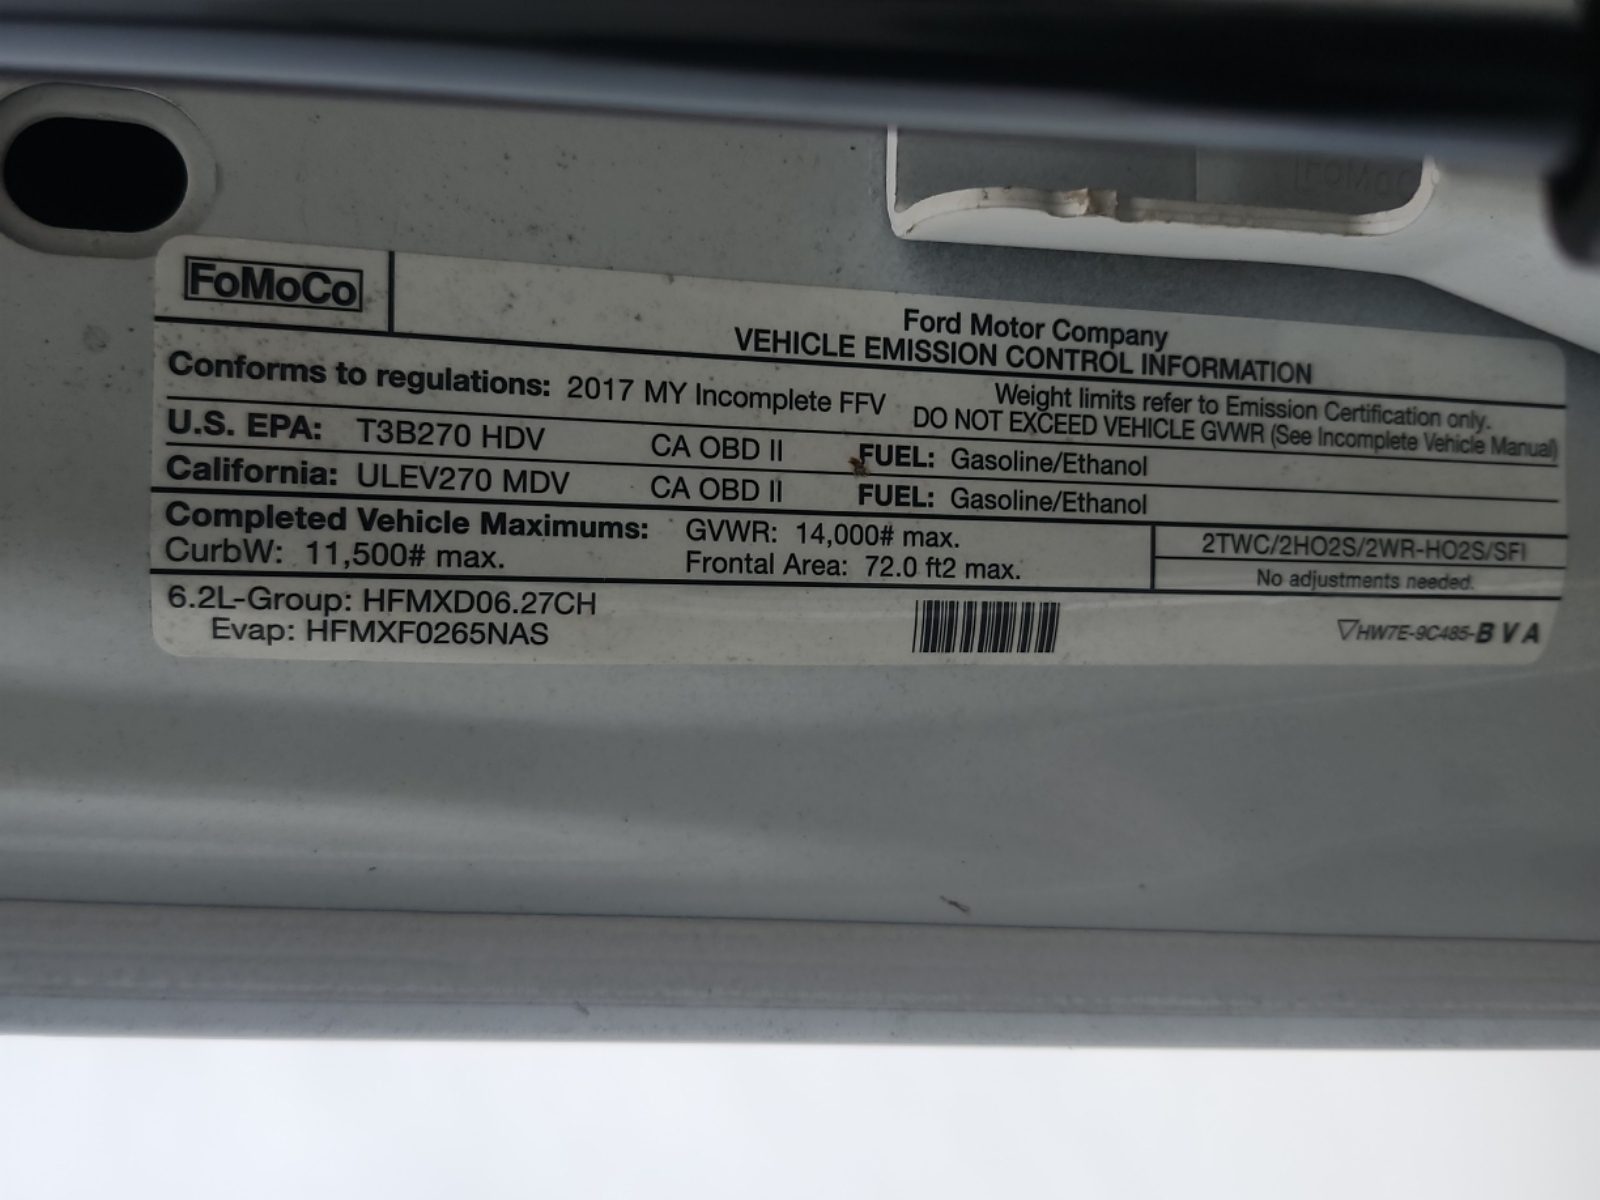 FoMoCo
Ford Motor Company
VEHICLE EMISSION CONTROL INFORMATION
Conforms to regulations: 2017 MY Incomplete FFV
Weight limits refer to Emission Certification only.
DO NOT EXCEED VEHICLE GVWR (See Incomplete Vehicle Manual)
U.S. EPA: T3B270 HDV CA OBD II FUEL: Gasoline/Ethanol
California: ULEV270 MDV CA OBD II FUEL: Gasoline/Ethanol
Completed Vehicle Maximums: GVWR: 14,000# max.
CurbW: 11,500# max. Frontal Area: 72.0 ft2 max.
2TWC/2HO2S/2WR-HO2S/SFI
No adjustments needed.
6.2L-Group: HFMXD06.27CH
Evap: HFMXF0265NAS
HW7E-9C485-BVA